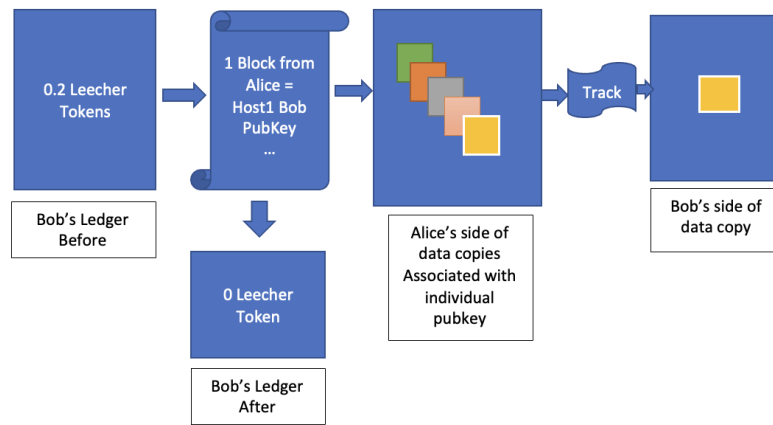 0.2 Leecher
Tokens
1 Block from
Alice =
Host1 Bob
PubKey
...
Track
Bob's Ledger
Before
Alice's side of
data copies
Associated with
individual
pubkey
Bob's side of
data copy
0 Leecher
Token
Bob's Ledger
After